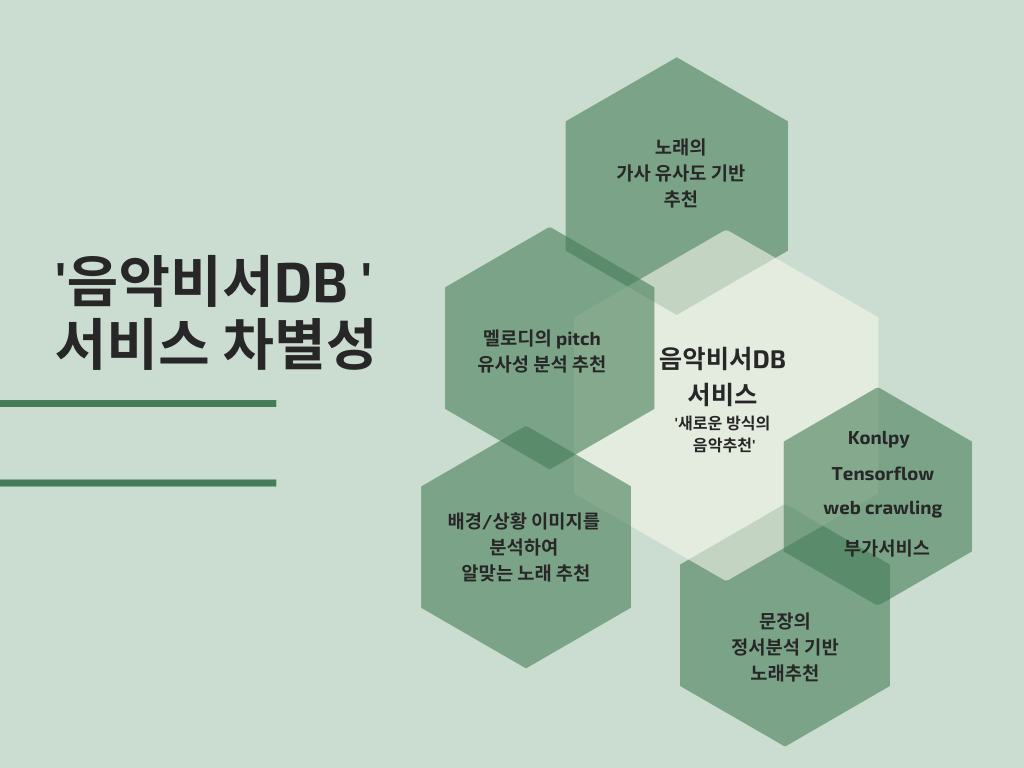 '음악비서DB '
서비스 차별성
노래의
가사 유사도 기반
추천
멜로디의 pitch
유사성 분석 추천
음악비서DB
서비스
'새로운 방식의
음악추천'
Konlpy
Tensorflow
web crawling
부가서비스
배경/상황 이미지를
분석하여
알맞는 노래 추천
문장의
정서분석 기반
노래추천